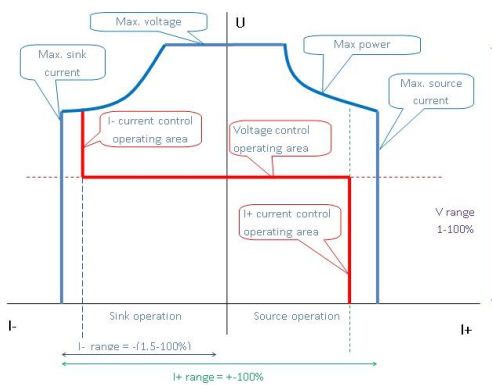 Max. voltage
U
Max. sink
current
Max power
Max. source
current
I- current control
operating area
Voltage control
operating area
I+ current control
operating area
V range
1-100%
Sink operation
Source operation
I-
I+
I- range = -(1.5-100%)
I+ range = +-100%